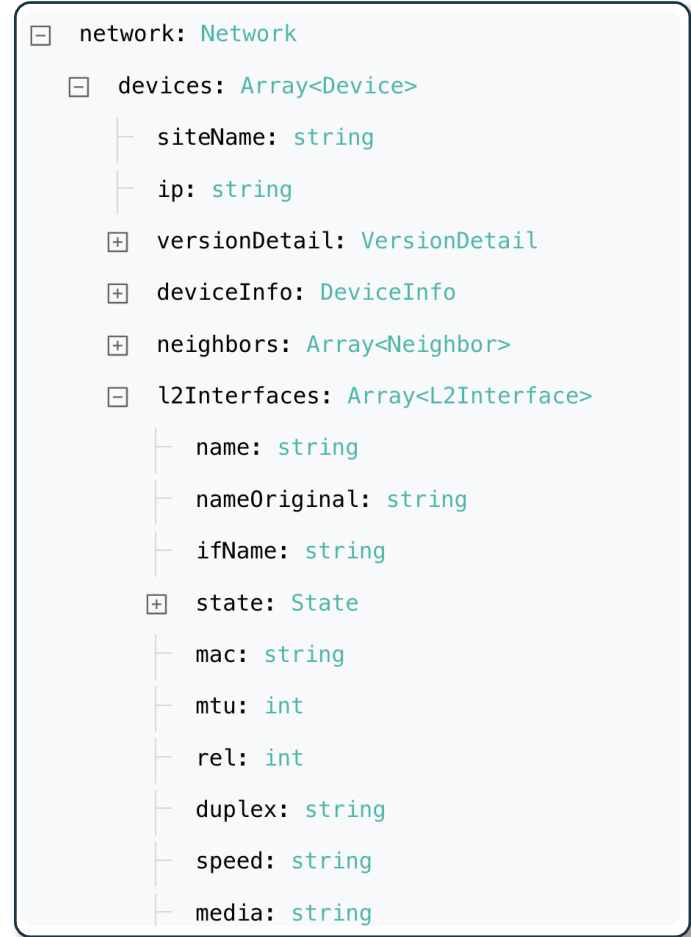 network: Network
devices: Array<Device>
siteName: string
ip: string
versionDetail: VersionDetail
deviceInfo: DeviceInfo
neighbors: Array<Neighbor>
l2Interfaces: Array<L2Interface>
name: string
nameOriginal: string
ifName: string
state: State
mac: string
mtu: int
rel: int
duplex: string
speed: string
media: string